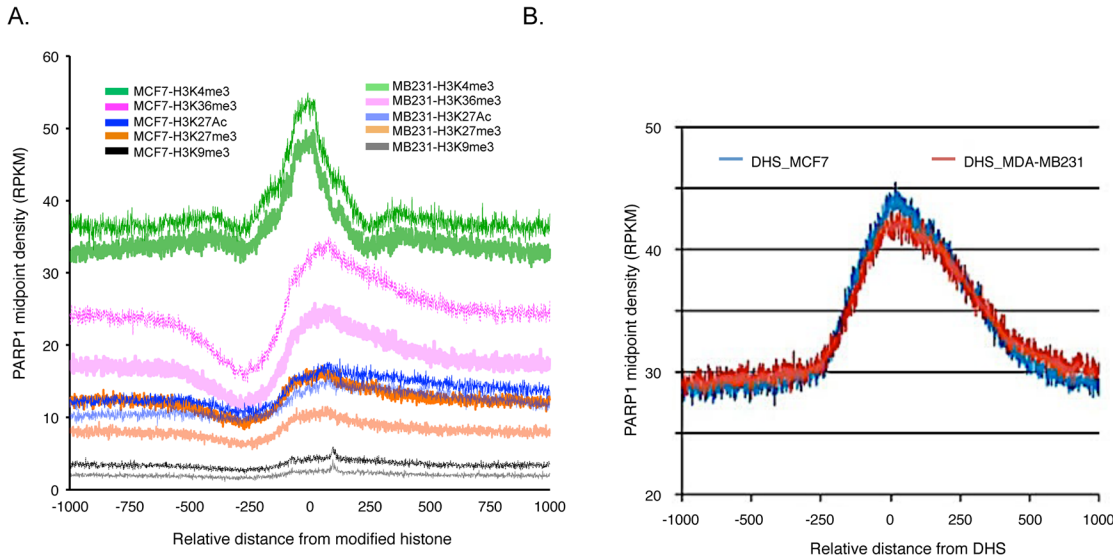 A.
60
50
40
30
20
10
0
PARP1 midpoint density (RPKM)
MCF7-H3K4me3
MCF7-H3K36me3
MCF7-H3K27Ac
MCF7-H3K27me3
MCF7-H3K9me3
MB231-H3K4me3
MB231-H3K36me3
MB231-H3K27Ac
MB231-H3K27me3
MB231-H3K9me3
-1000 -750 -500 -250 0 250 500 750 1000
Relative distance from modified histone
B.
50
40
30
20
PARP1 midpoint density (RPKM)
DHS_MCF7
DHS_MDA-MB231
-1000 -500 -250 0 250 500 1000
Relative distance from DHS